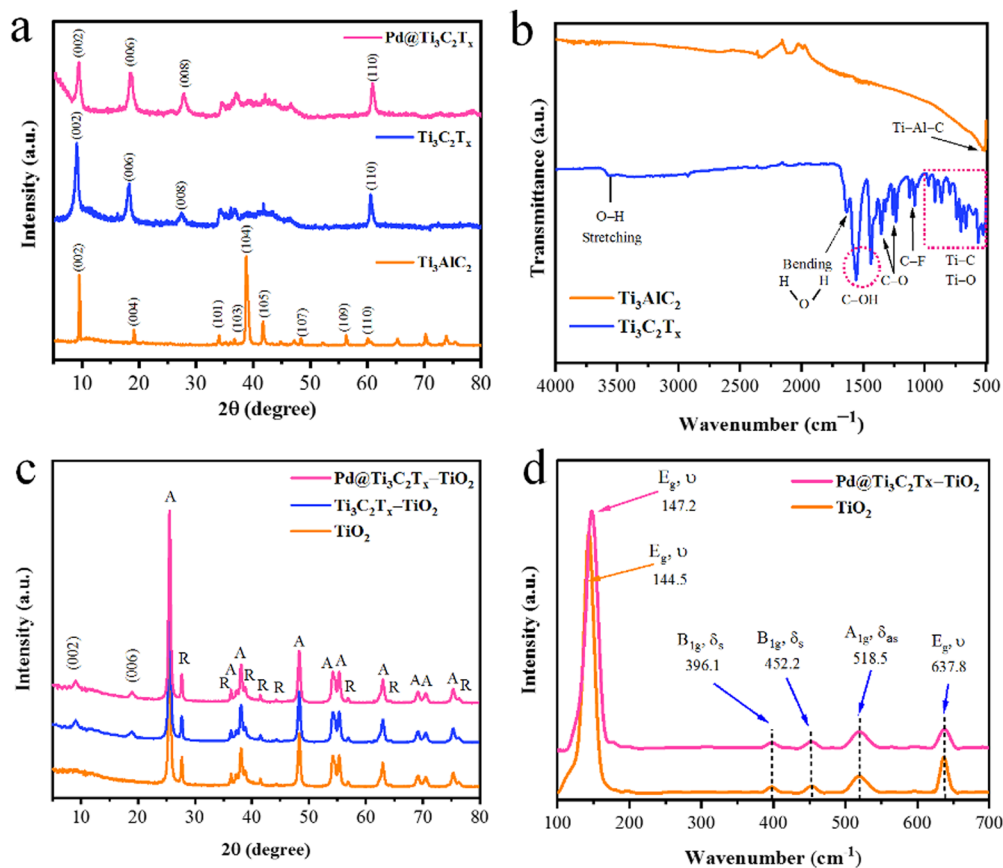 a
Pd@Ti₃C₂Tₓ
(002)
(006)
(008)
(110)
Ti₃C₂Tₓ
(002)
(006)
(008)
(110)
Ti₃AlC₂
(002)
(004)
(101)
(103)
(104)
(105)
(107)
(109)
(110)
Intensity (a.u.)
10 20 30 40 50 60 70 80
2θ (degree)
b
Ti–Al–C
O–H
Stretching
Bending
H H
O
C–OH
C–O
C–F
Ti–C
Ti–O
Ti₃AlC₂
Ti₃C₂Tₓ
Transmittance (a.u.)
4000 3000 2000 1500 1000 500
Wavenumber (cm⁻¹)
c
Pd@Ti₃C₂Tₓ–TiO₂
Ti₃C₂Tₓ–TiO₂
TiO₂
(002)
(006)
A
R
R
A
A
R
R
R
A
A
A
R
A
R
A
A
A
R
Intensity (a.u.)
10 20 30 40 50 60 70 80
2θ (degree)
d
Pd@Ti₃C₂Tx–TiO₂
TiO₂
E_g, υ
147.2
E_g, υ
144.5
B₁g, δₛ
396.1
B₁g, δₛ
452.2
A₁g, δₐₛ
518.5
E_g, υ
637.8
Intensity (a.u.)
100 200 300 400 500 600 700
Wavenumber (cm⁻¹)